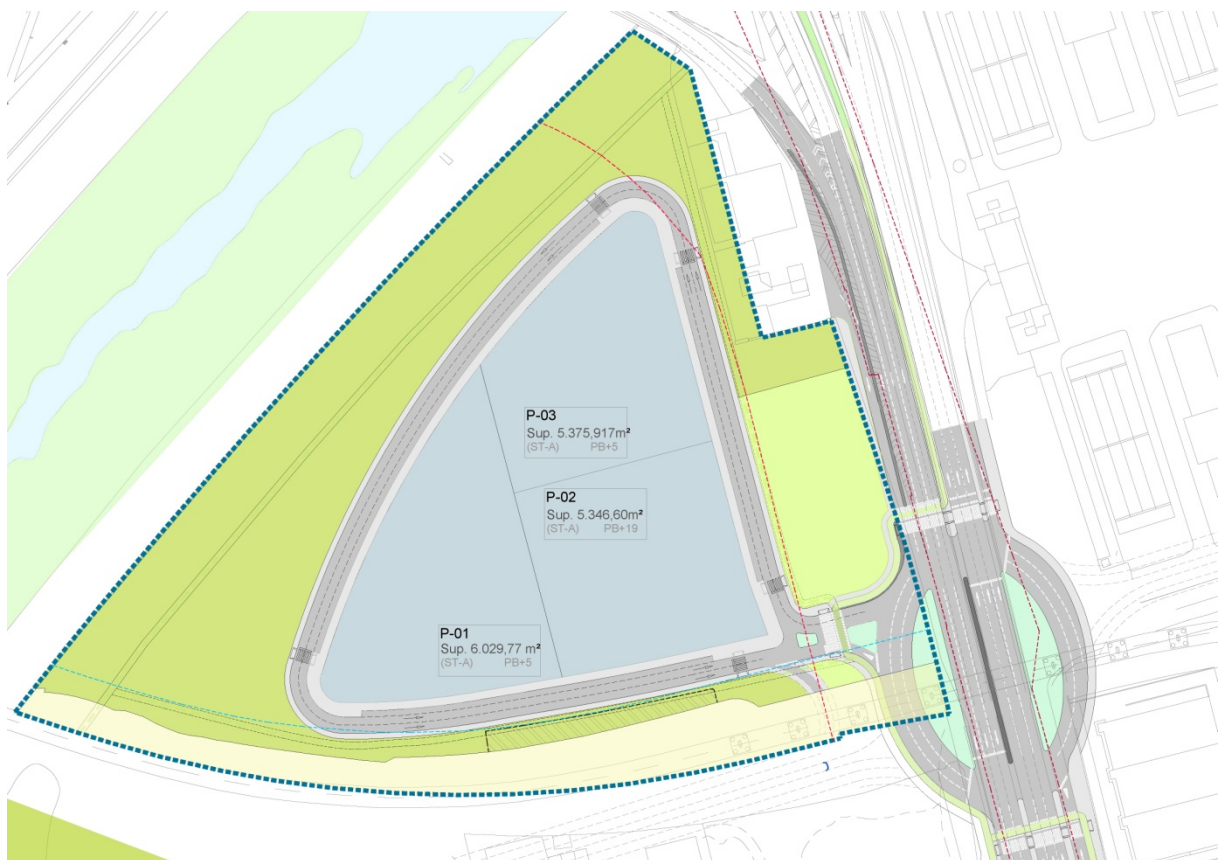 P-03
Sup. 5.375,917m²
(ST-A) PB+5
P-02
Sup. 5.346,60m²
(ST-A) PB+19
P-01
Sup. 6.029,77 m²
(ST-A) PB+5